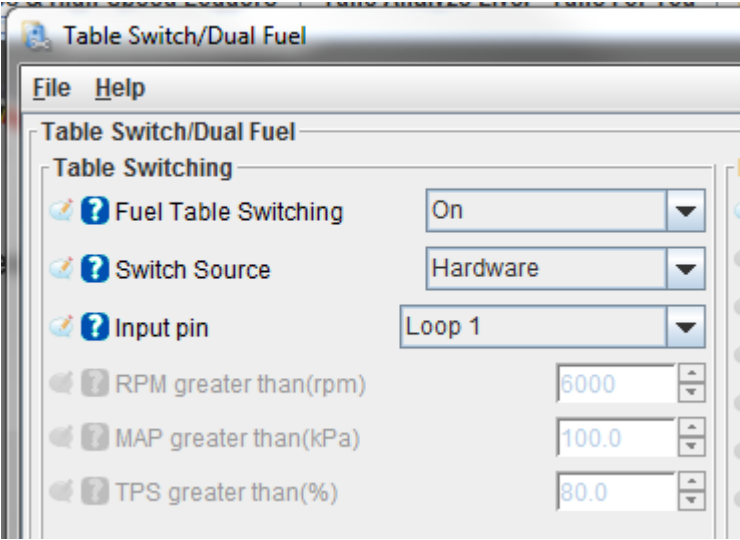 Table Switch/Dual Fuel
File Help
Table Switch/Dual Fuel
Table Switching
Fuel Table Switching On
Switch Source Hardware
Input pin Loop 1
RPM greater than(rpm) 6000
MAP greater than(kPa) 100.0
TPS greater than(%) 80.0